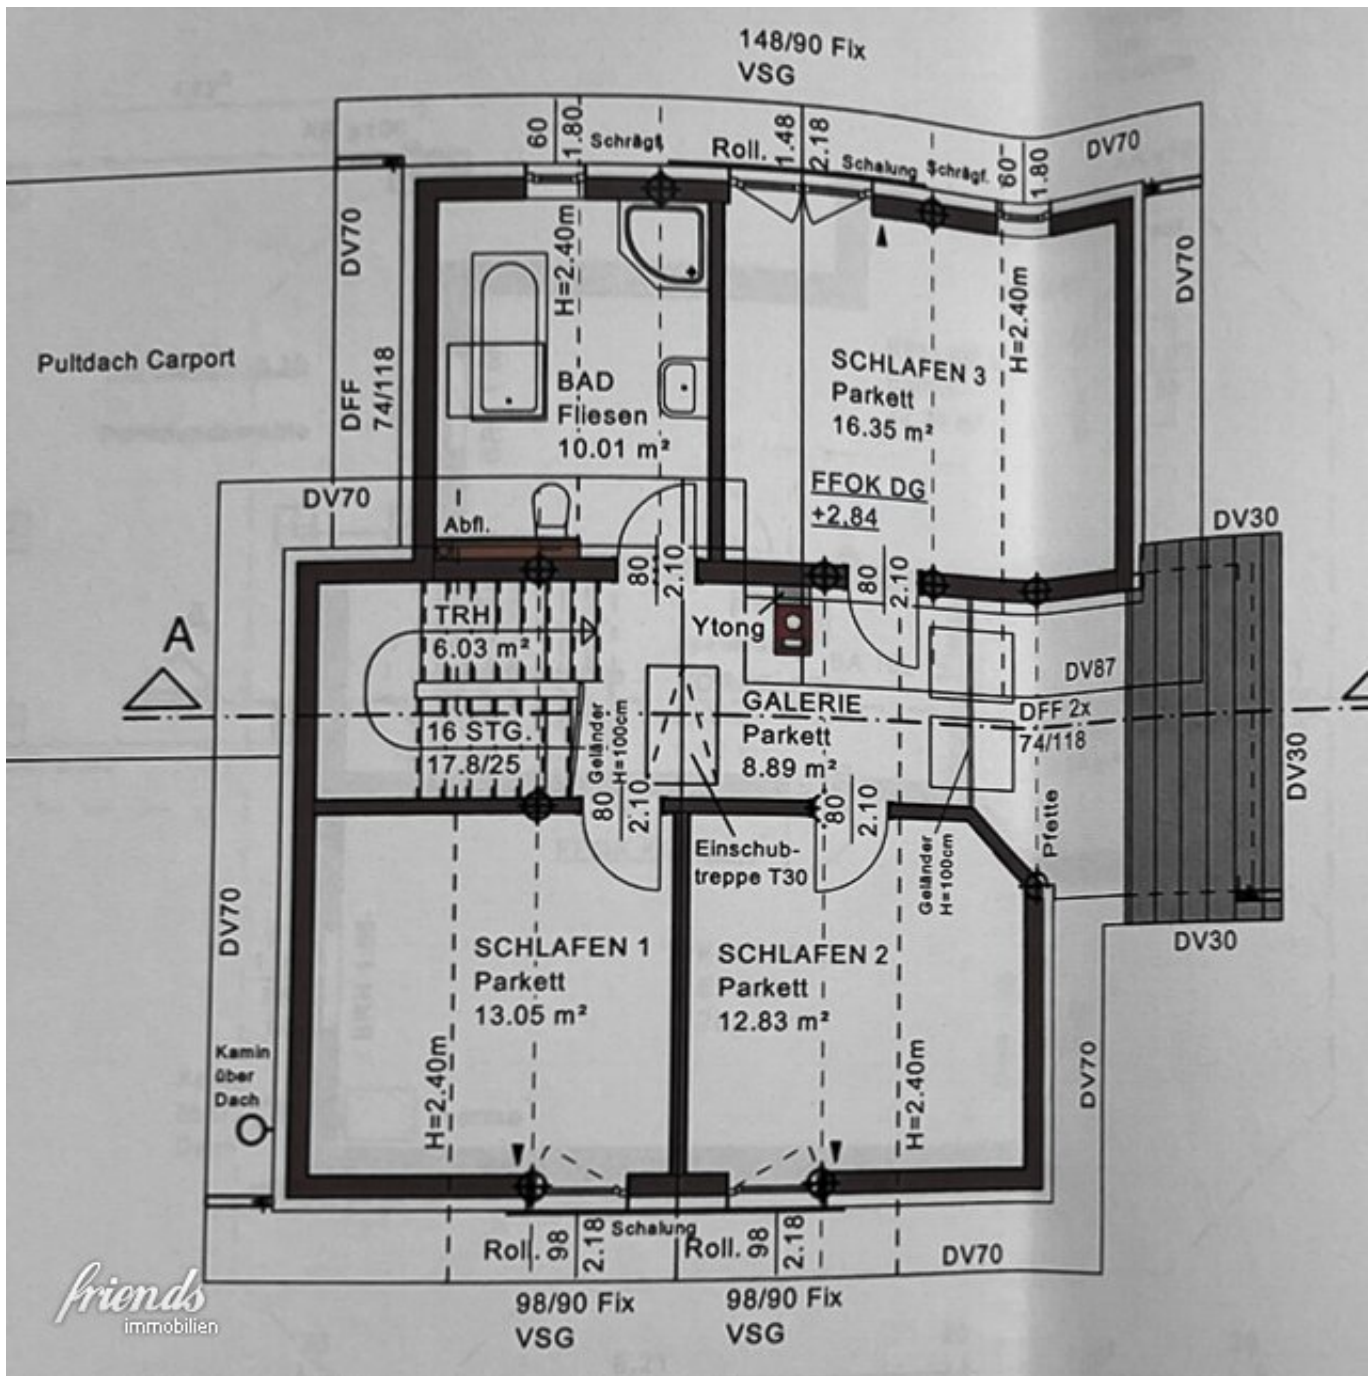 148/90 Fix
VSG
60
1.80
Schrägf.
Roll.
1.48
2.18
Schalung
Schrägf.
60
1.80
DV70
DV70
H=2.40m
H=2.40m
DV70
Pultdach Carport
DFF
74/118
BAD
Fliesen
10.01 m²
SCHLAFEN 3
Parkett
16.35 m²
FFOK DG
+2.84
DV70
Abfl.
DV30
80
2.10
80
2.10
TRH
6.03 m²
Ytong
A
DV87
GALERIE
Parkett
8.89 m²
DFF 2x
74/118
16 STG.
17.8/25
Geländer
H=100cm
DV30
80
2.10
80
2.10
Pfette
Einschub-
treppe T30
Geländer
H=100cm
DV70
SCHLAFEN 1
Parkett
13.05 m²
SCHLAFEN 2
Parkett
12.83 m²
DV30
Kamin
über
Dach
H=2.40m
H=2.40m
DV70
Roll.
98
2.18
Schalung
Roll.
98
2.18
DV70
98/90 Fix
VSG
98/90 Fix
VSG
friends
immobilien